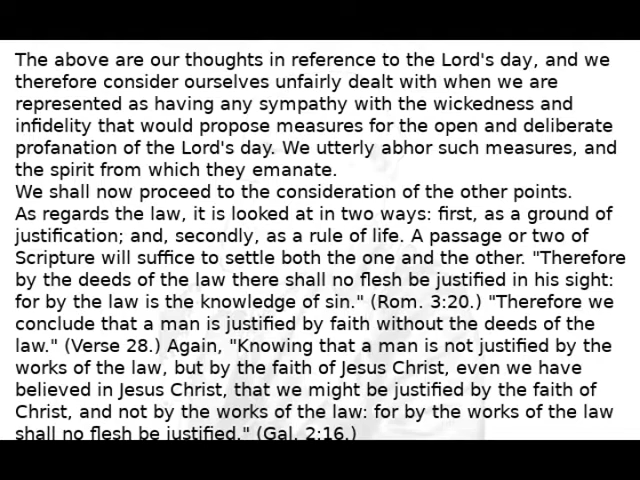 The above are our thoughts in reference to the Lord's day, and we
therefore consider ourselves unfairly dealt with when we are
represented as having any sympathy with the wickedness and
infidelity that would propose measures for the open and deliberate
profanation of the Lord's day. We utterly abhor such measures, and
the spirit from which they emanate.
We shall now proceed to the consideration of the other points.
As regards the law, it is looked at in two ways: first, as a ground of
justification; and, secondly, as a rule of life. A passage or two of
Scripture will suffice to settle both the one and the other. "Therefore
by the deeds of the law there shall no flesh be justified in his sight:
for by the law is the knowledge of sin." (Rom. 3:20.) "Therefore we
conclude that a man is justified by faith without the deeds of the
law." (Verse 28.) Again, "Knowing that a man is not justified by the
works of the law, but by the faith of Jesus Christ, even we have
believed in Jesus Christ, that we might be justified by the faith of
Christ, and not by the works of the law: for by the works of the law
shall no flesh be justified." (Gal. 2:16.)